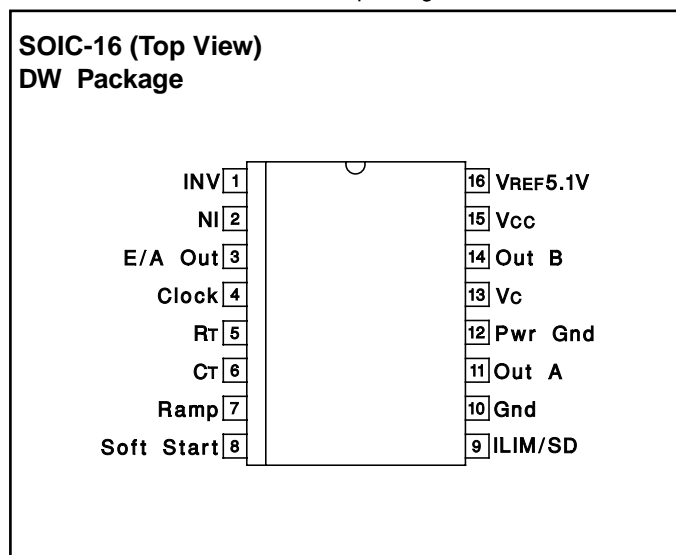 SOIC-16 (Top View)
DW Package
INV 1
NI 2
E/A Out 3
Clock 4
RT 5
CT 6
Ramp 7
Soft Start 8
16 VREF5.1V
15 Vcc
14 Out B
13 Vc
12 Pwr Gnd
11 Out A
10 Gnd
9 ILIM/SD